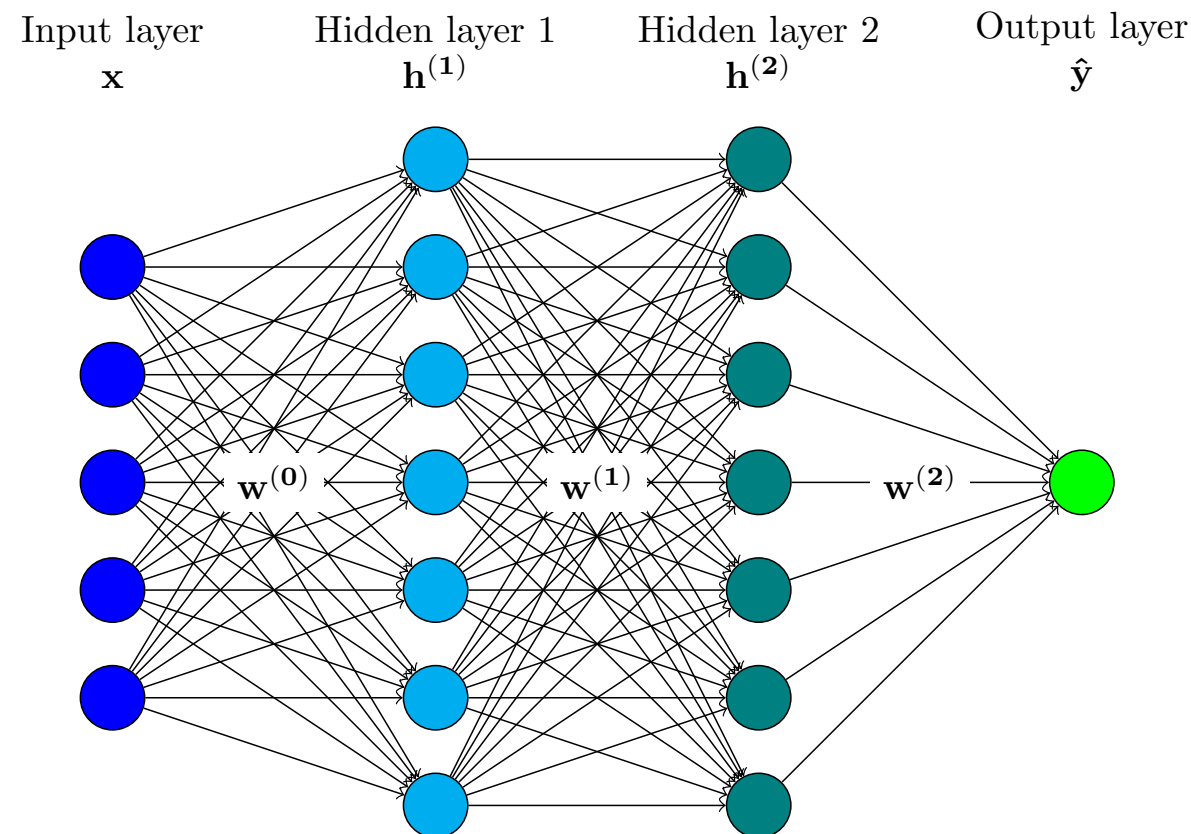 Input layer
x
Hidden layer 1
h(1)
Hidden layer 2
h(2)
Output layer
ŷ
w(0)
w(1)
w(2)